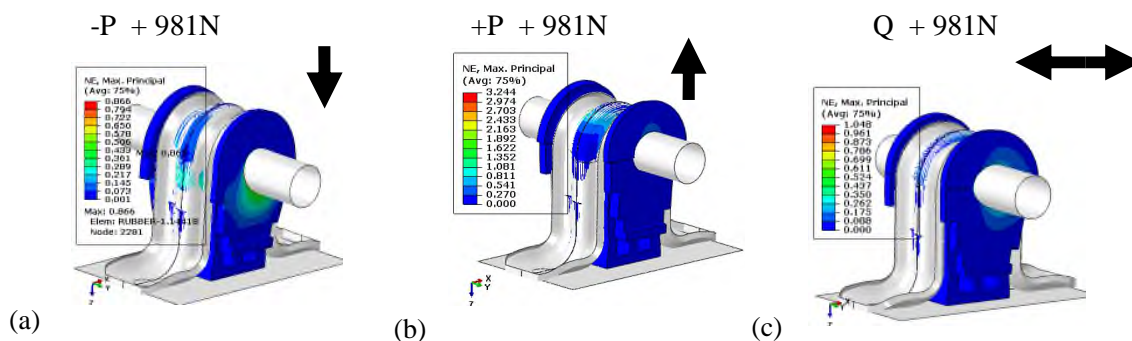 -P + 981N
+P + 981N
Q + 981N
NE, Max. Principal
(Avg: 75%)
0.866
0.794
0.722
0.650
0.578
0.506
0.433
0.361
0.289
0.217
0.145
0.073
0.001
Max: 0.866
Node: 2281
NE, Max. Principal
(Avg: 75%)
3.244
2.974
2.703
2.433
2.163
1.892
1.622
1.352
1.081
0.811
0.541
0.270
0.000
NE, Max. Principal
(Avg: 75%)
1.048
0.961
0.873
0.786
0.699
0.611
0.524
0.437
0.350
0.262
0.175
0.088
0.000
X
Y
Z
X
Y
Z
X
Y
Z
(a)
(b)
(c)